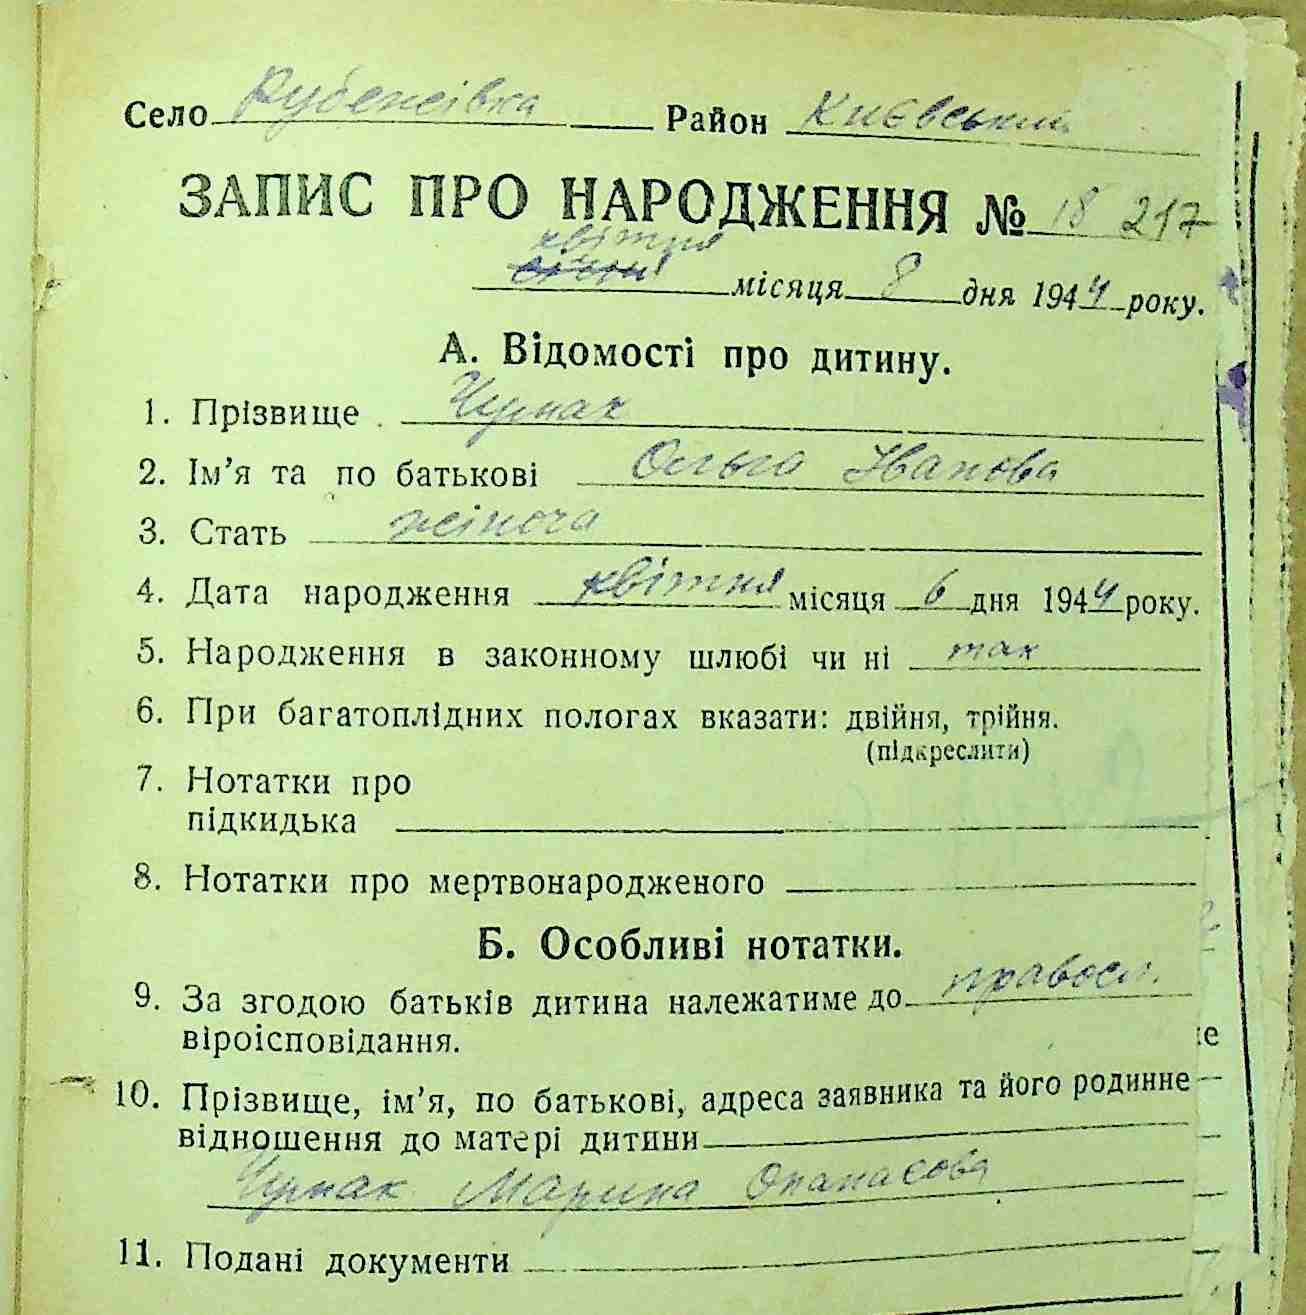 Село Рубежівка Район Києвський
ЗАПИС ПРО НАРОДЖЕННЯ № 18 217
квітня
місяця 8 дня 1944 року.
А. Відомості про дитину.
1. Прізвище Чумак
2. Ім’я та по батькові Ольга Іванова
3. Стать жіноча
4. Дата народження квітня місяця 6 дня 1944 року.
5. Народження в законному шлюбі чи ні так
6. При багатоплідних пологах вказати: двійня, трійня.
(підкреслити)
7. Нотатки про
підкидька
8. Нотатки про мертвонародженого
Б. Особливі нотатки.
9. За згодою батьків дитина належатиме до правосл.
віроісповідання.
10. Прізвище, ім’я, по батькові, адреса заявника та його родинне
відношення до матері дитини
Чумак Марина Опанасова
11. Подані документи